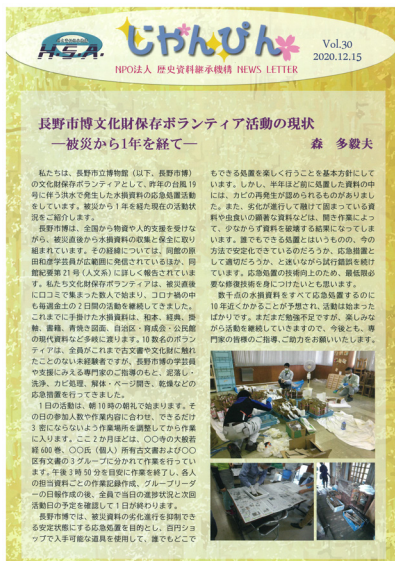 H.S.A.
じゃんぴん
NPO法人 歴史資料継承機構 NEWS LETTER
Vol.30
2020.12.15
長野市博文化財保存ボランティア活動の現状
―被災から1年を経て―
森 多毅夫
私たちは、長野市立博物館（以下、長野市博）
の文化財保存ボランティアとして、昨年の台風19
号に伴う洪水で発生した水損資料の応急処置活動
をしています。被災から1年を経た現在の活動状
況をご紹介します。
長野市博は、全国から物資や人的支援を受けな
がら、被災直後から水損資料の収集と保全に取り
組まれています。その経緯については、同館の原
田和彦学芸員が広範囲に発信されているほか、同
館紀要第21号（人文系）に詳しく報告されていま
す。私たち文化財保存ボランティアは、被災直後
に口コミで集まった数人で始まり、コロナ禍の中
も毎週金土の2日間の活動を継続してきました。
これまでに手掛けた水損資料は、和本、経典、掛
軸、書籍、青焼き図面、自治区・育成会・公民館
の現代資料など多岐に渡ります。10数名のボラン
ティアは、全員がこれまで古文書や文化財に触れ
たことのない未経験者ですが、長野市博の学芸員
や支援にみえる専門家のご指導のもと、泥落し・
洗浄、カビ処理、解体・ページ開き、乾燥などの
応急措置を行ってきました。
1日の活動は、朝10時の朝礼で始まります。そ
の日の参加人数や作業内容に合わせ、できるだけ
3密にならないよう作業場所を調整してから作業
に入ります。ここ2か月ほどは、〇〇寺の大般若
経600巻、〇〇氏（個人）所有古文書および〇〇
区有文書の3グループに分かれて作業を行ってい
ます。午後3時50分を目安に作業を終了し、各人
の担当資料ごとの作業記録作成、グループリーダ
ーの日報作成の後、全員で当日の進捗状況と次回
活動日の予定を確認して1日が終わります。
長野市博では、被災資料の劣化進行を抑制でき
る安定状態にする応急処置を目的とし、百円ショ
ップで入手可能な道具を使用して、誰でもどこで
もできる処置を楽しく行うことを基本方針にして
います。しかし、半年ほど前に処置した資料の中
には、カビの再発生が認められるものがありまし
た。また、劣化が進行して融けて固まっている資
料や虫食いの顕著な資料などは、開き作業によっ
て、少なからず資料を破壊する結果になってしま
います。誰でもできる処置とはいうものの、今の
方法で安定化できているのだろうか、応急措置と
して適切だろうか、と迷いながら試行錯誤を続け
ています。応急処置の技術向上のため、最低限必
要な修復技術を身につけたいとも思います。
数千点の水損資料をすべて応急処置するのに
10年近くかかることが予想され、活動は始まった
ばかりです。まだまだ勉強不足ですが、楽しみな
がら活動を継続していきますので、今後とも、専
門家の皆様のご指導、ご助力をお願いいたします。